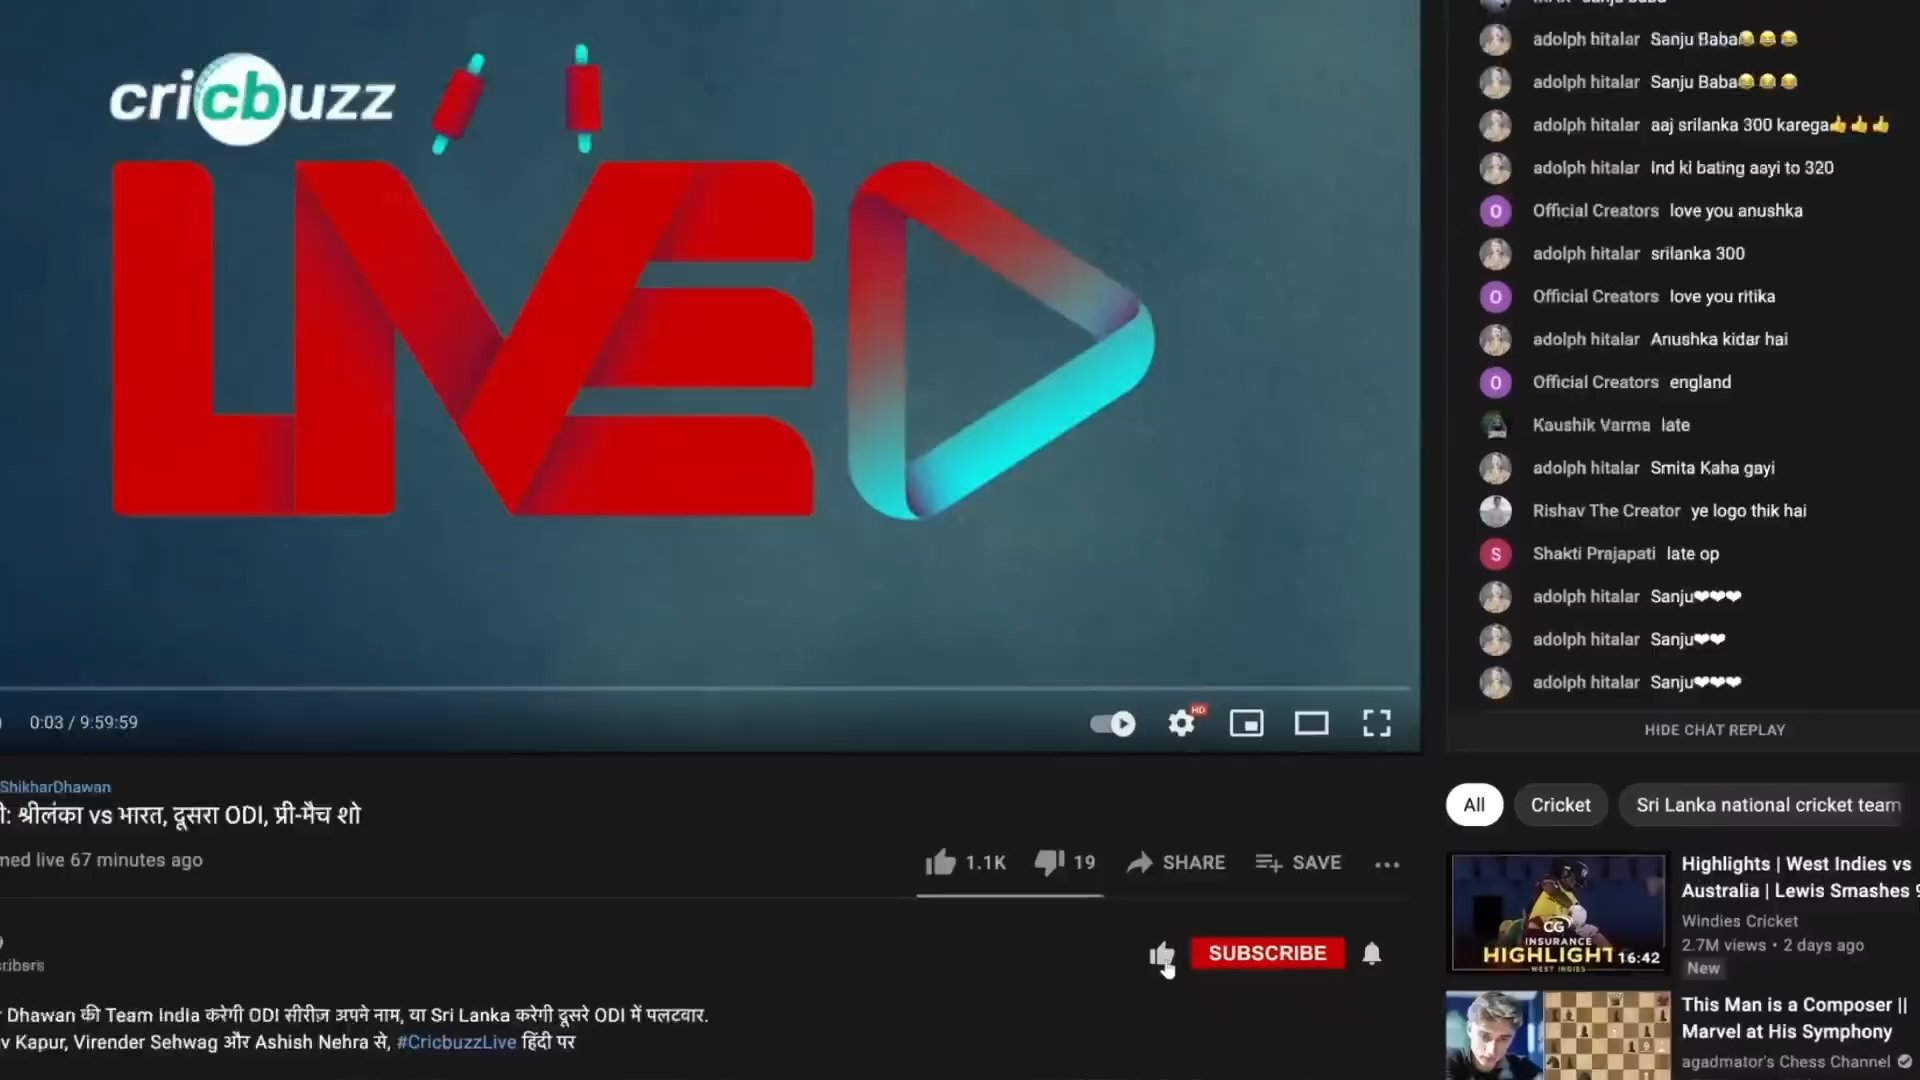 cricbuzz
LIVE
0:03 / 9:59:59
HD
ShikharDhawan
श्रीलंका vs भारत, दूसरा ODI, प्री-मैच शो
live 67 minutes ago
1.1K
19
SHARE
SAVE
SUBSCRIBE
Dhawan की Team India करेगी ODI सीरीज़ अपने नाम, या Sri Lanka करेगी दूसरे ODI में पलटवार.
Kapur, Virender Sehwag और Ashish Nehra से, #CricbuzzLive हिंदी पर
adolph hitalar Sanju Baba😂😂😂
adolph hitalar Sanju Baba😂😂😂
adolph hitalar aaj srilanka 300 karega👍👍👍
adolph hitalar Ind ki bating aayi to 320
O Official Creators love you anushka
adolph hitalar srilanka 300
O Official Creators love you ritika
adolph hitalar Anushka kidar hai
O Official Creators england
Kaushik Varma late
adolph hitalar Smita Kaha gayi
Rishav The Creator ye logo thik hai
S Shakti Prajapati late op
adolph hitalar Sanju❤❤❤
adolph hitalar Sanju❤❤
adolph hitalar Sanju❤❤❤
HIDE CHAT REPLAY
All
Cricket
Sri Lanka national cricket team
CG
INSURANCE
HIGHLIGHT
WEST INDIES
16:42
Highlights | West Indies vs
Australia | Lewis Smashes
Windies Cricket
2.7M views • 2 days ago
New
This Man is a Composer ||
Marvel at His Symphony
agadmator's Chess Channel